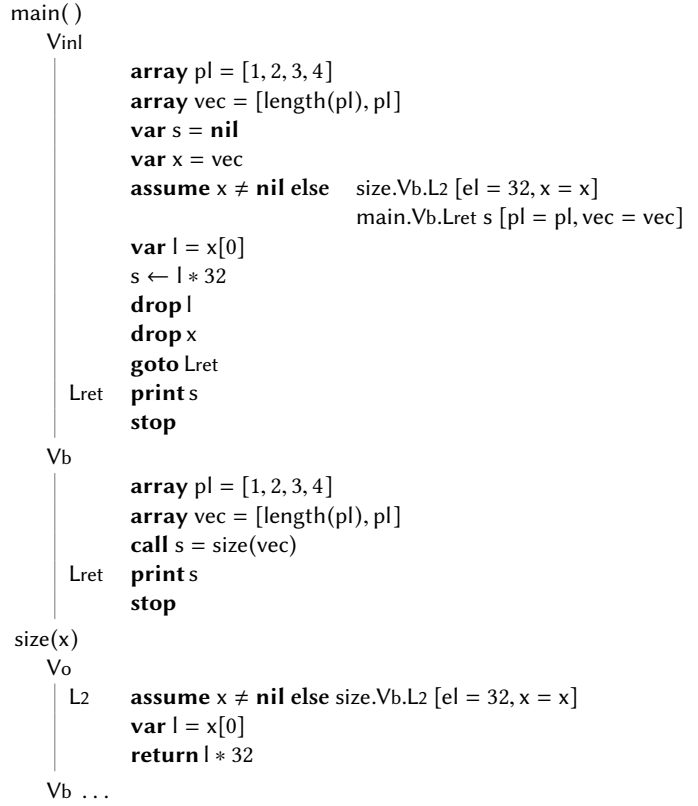 main( )
Vinl
array pl = [1, 2, 3, 4]
array vec = [length(pl), pl]
var s = nil
var x = vec
assume x ≠ nil else size.Vb.L2 [el = 32, x = x]
main.Vb.Lret s [pl = pl, vec = vec]
var l = x[0]
s ← l ∗ 32
drop l
drop x
goto Lret
Lret print s
stop
Vb
array pl = [1, 2, 3, 4]
array vec = [length(pl), pl]
call s = size(vec)
Lret print s
stop
size(x)
Vo
L2 assume x ≠ nil else size.Vb.L2 [el = 32, x = x]
var l = x[0]
return l ∗ 32
Vb ...